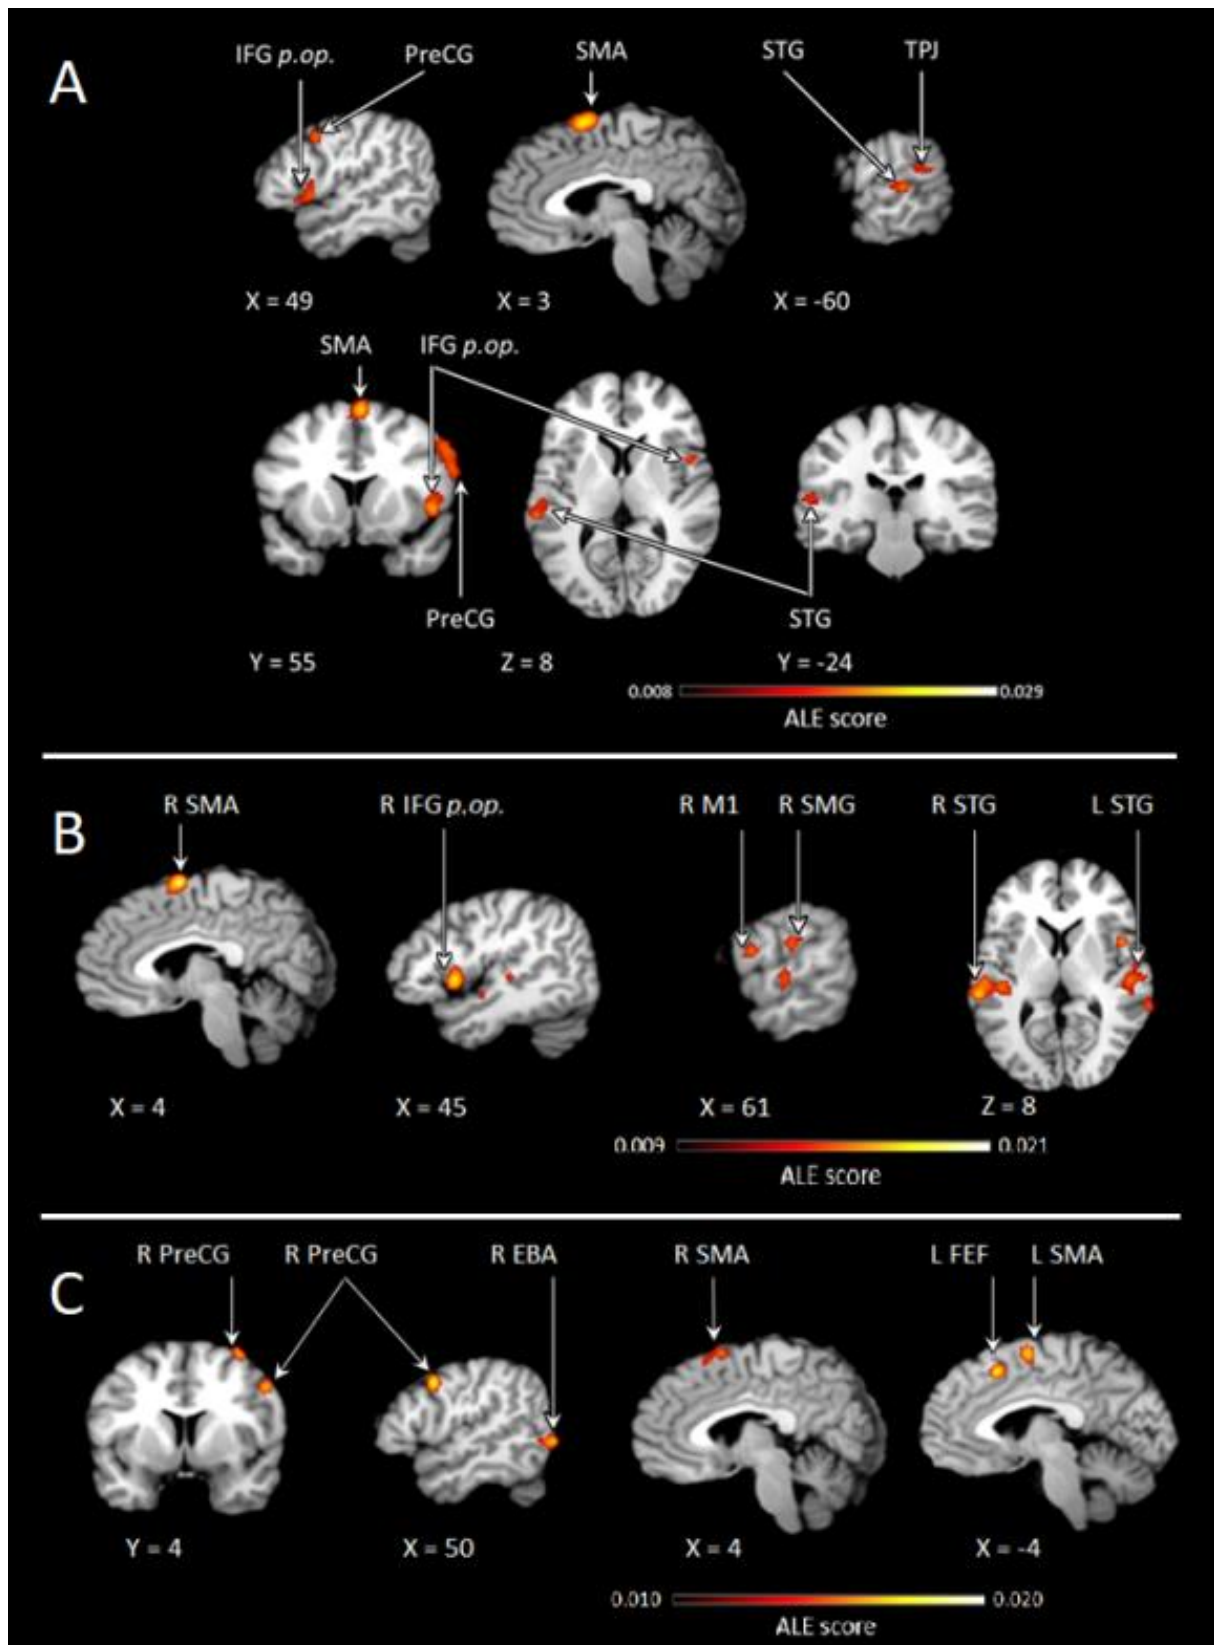 A
IFG p.op. PreCG SMA STG TPJ
X = 49 X = 3 X = -60
SMA IFG p.op.
PreCG STG
Y = 55 Z = 8 Y = -24
0.008 0.029
ALE score
B
R SMA R IFG p.op. R M1 R SMG R STG L STG
X = 4 X = 45 X = 61 Z = 8
0.009 0.021
ALE score
C
R PreCG R PreCG R EBA R SMA L FEF L SMA
Y = 4 X = 50 X = 4 X = -4
0.010 0.020
ALE score